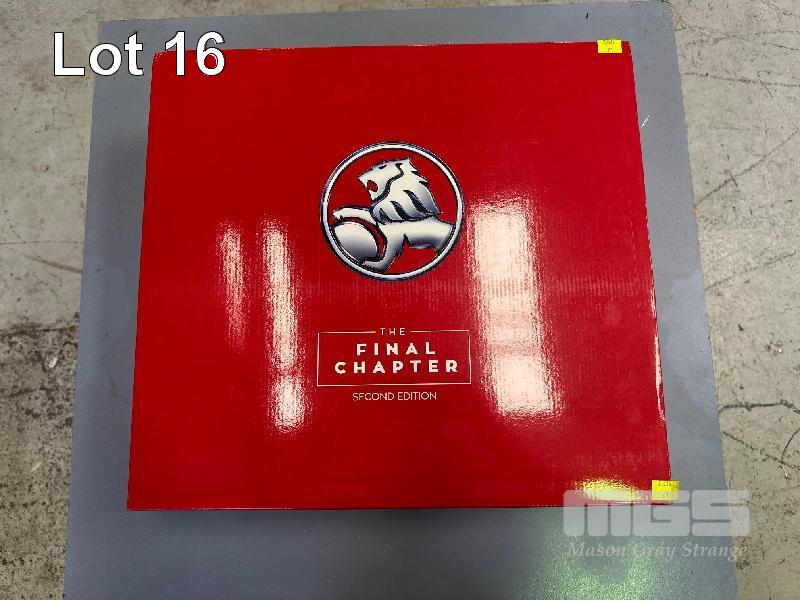 Lot 16
THE
FINAL
CHAPTER
SECOND EDITION
MGS
Mason Gray Strange